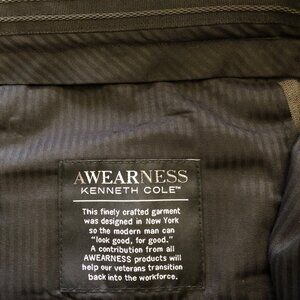 AWEARNESS
KENNETH COLE™
This finely crafted garment
was designed in New York
so the modern man can
"look good, for good."
A contribution from all
AWEARNESS products will
help our veterans transition
back into the workforce.